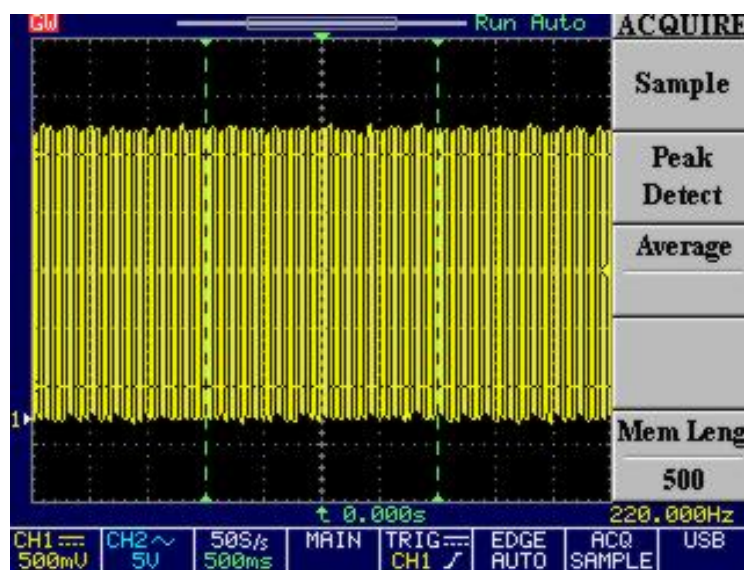 GW Run Auto ACQUIRE
Sample
Peak
Detect
Average
1
Mem Leng
500
0.000s 220.000Hz
CH1 CH2 50S/s MAIN TRIG EDGE ACQ USB
500mV 5V 500ms CH1 AUTO SAMPLE